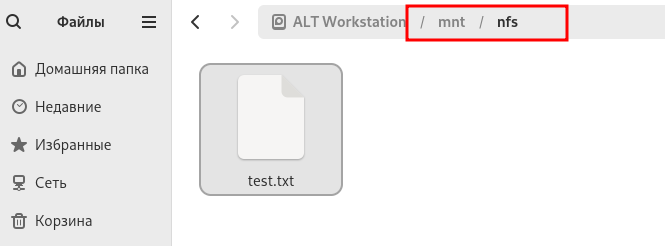 Файлы
ALT Workstation / mnt / nfs
Домашняя папка
Недавние
Избранные
Сеть
Корзина
test.txt